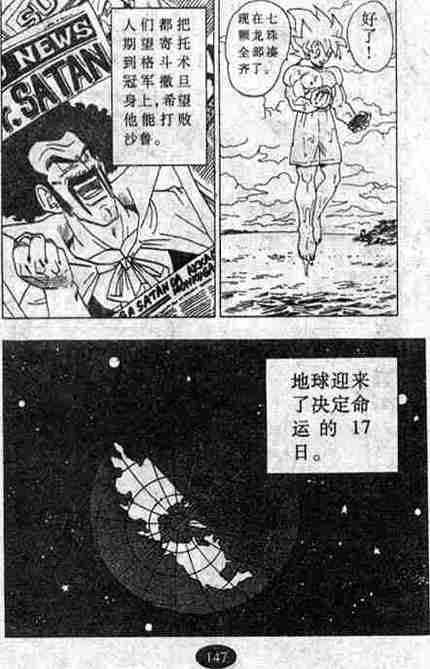 好了！
现在七
颗龙珠
全部凑
齐了。
人们都把
期望寄托
到格斗术
冠军撒旦
身上，希望
他能打败
沙鲁。
NEWS
r.SATAN
地球迎来
了决定命
运的17
日。
147